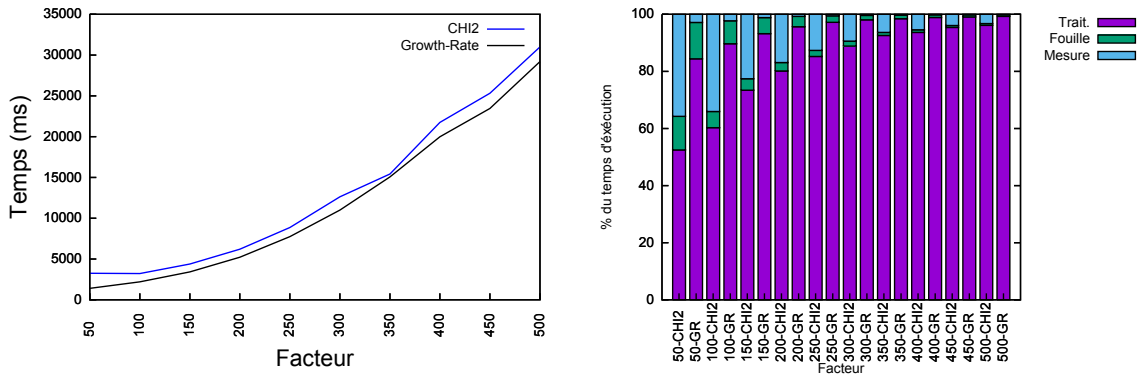 35000
30000
25000
20000
15000
10000
5000
0
Temps (ms)
CHI2
Growth-Rate
50
100
150
200
250
300
350
400
450
500
Facteur
100
80
60
40
20
0
% du temps d'éxécution
Trait.
Fouille
Mesure
50-CHI2
50-GR
100-CHI2
100-GR
150-CHI2
150-GR
200-CHI2
200-GR
250-CHI2
250-GR
300-CHI2
300-GR
350-CHI2
350-GR
400-CHI2
400-GR
450-CHI2
450-GR
500-CHI2
500-GR
Facteur